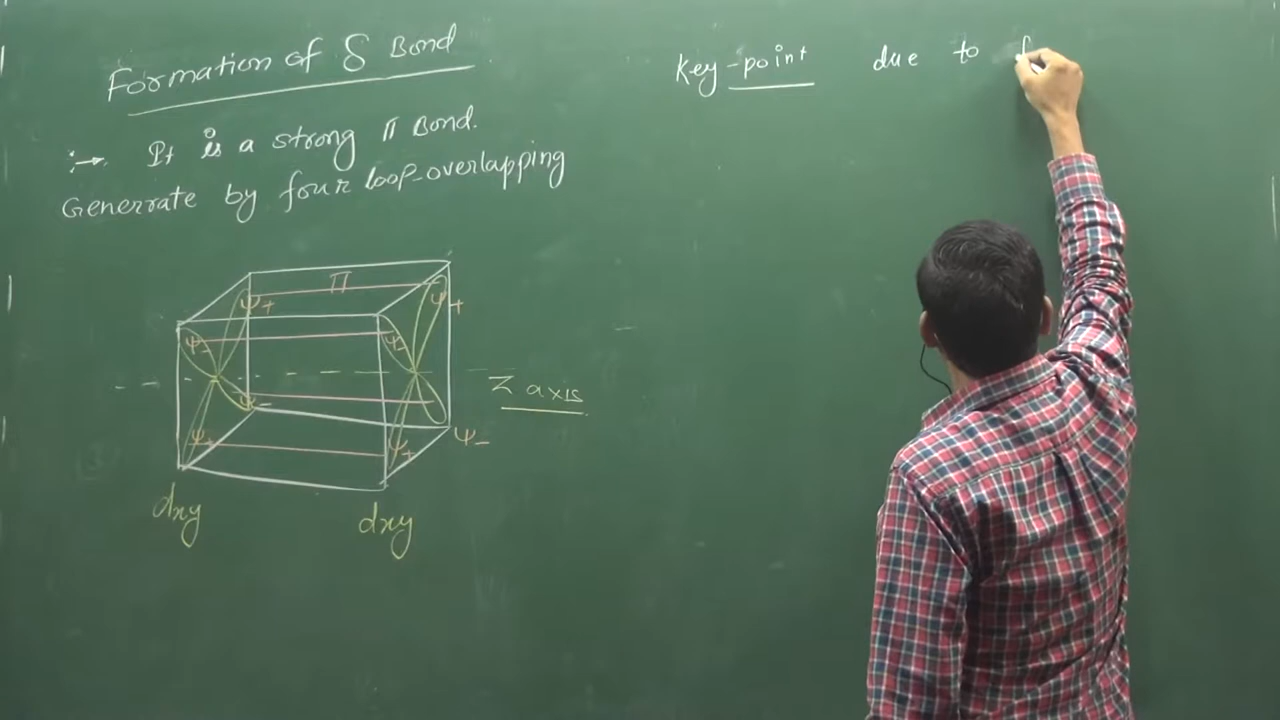 Formation of δ Bond
:→ It is a strong π Bond.
Generrate by four loop-overlapping
π
ψ+ ψ+
ψ- ψ-
Z axis
ψ- ψ-
ψ+ ψ+
dxy dxy
Key-point due to f